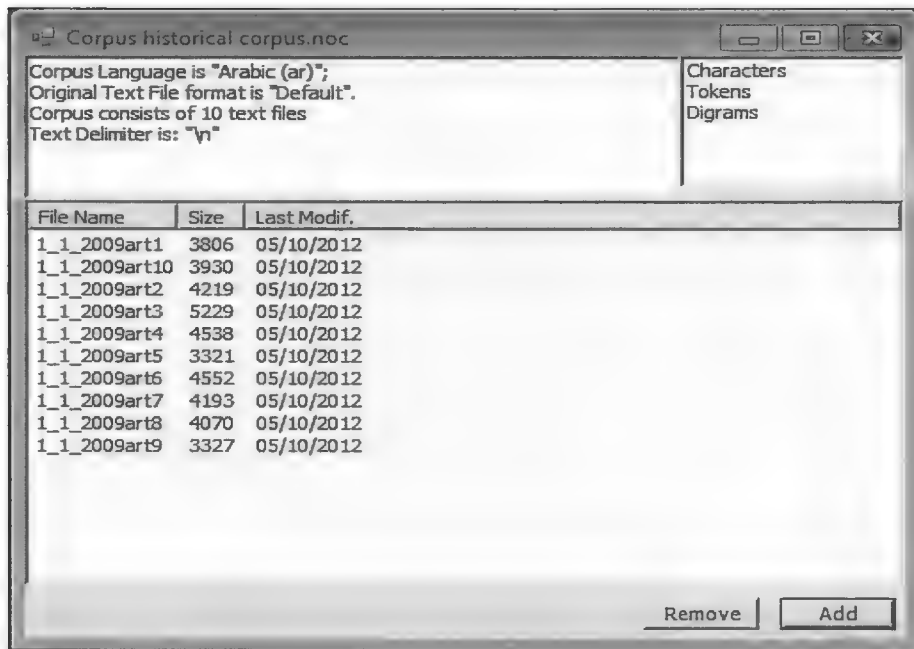 Corpus historical corpus.noc
Corpus Language is "Arabic (ar)";
Original Text File format is "Default".
Corpus consists of 10 text files
Text Delimiter is: "\n"
Characters
Tokens
Digrams
File Name Size Last Modif.
1_1_2009art1 3806 05/10/2012
1_1_2009art10 3930 05/10/2012
1_1_2009art2 4219 05/10/2012
1_1_2009art3 5229 05/10/2012
1_1_2009art4 4538 05/10/2012
1_1_2009art5 3321 05/10/2012
1_1_2009art6 4552 05/10/2012
1_1_2009art7 4193 05/10/2012
1_1_2009art8 4070 05/10/2012
1_1_2009art9 3327 05/10/2012
Remove Add